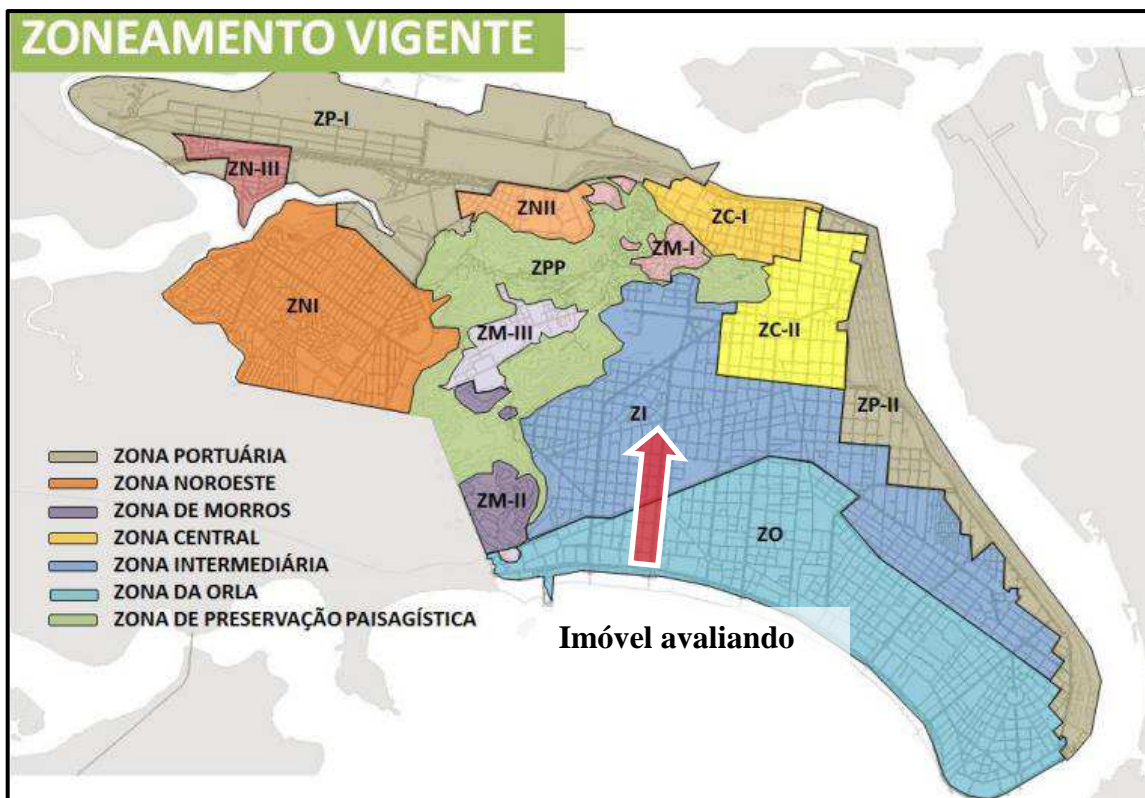 ZONEAMENTO VIGENTE
ZP-I
ZN-III
ZNII
ZC-I
ZM-I
ZPP
ZNI
ZM-III
ZC-II
ZI
ZP-II
ZM-II
ZO
ZONA PORTUÁRIA
ZONA NOROESTE
ZONA DE MORROS
ZONA CENTRAL
ZONA INTERMEDIÁRIA
ZONA DA ORLA
ZONA DE PRESERVAÇÃO PAISAGÍSTICA
Imóvel avaliando